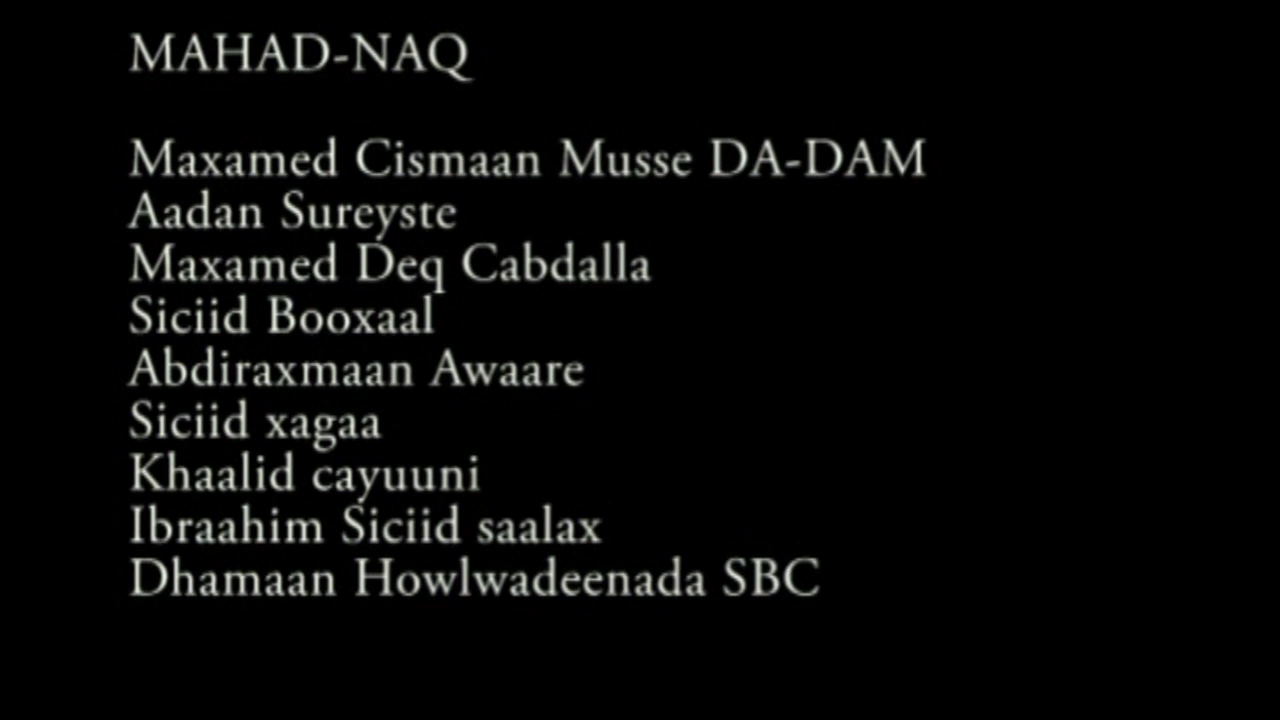 MAHAD-NAQ
Maxamed Cismaan Musse DA-DAM
Aadan Sureyste
Maxamed Deq Cabdalla
Siciid Booxaal
Abdiraxmaan Awaare
Siciid xagaa
Khaalid cayuuni
Ibraahim Siciid saalax
Dhamaan Howlwadeenada SBC